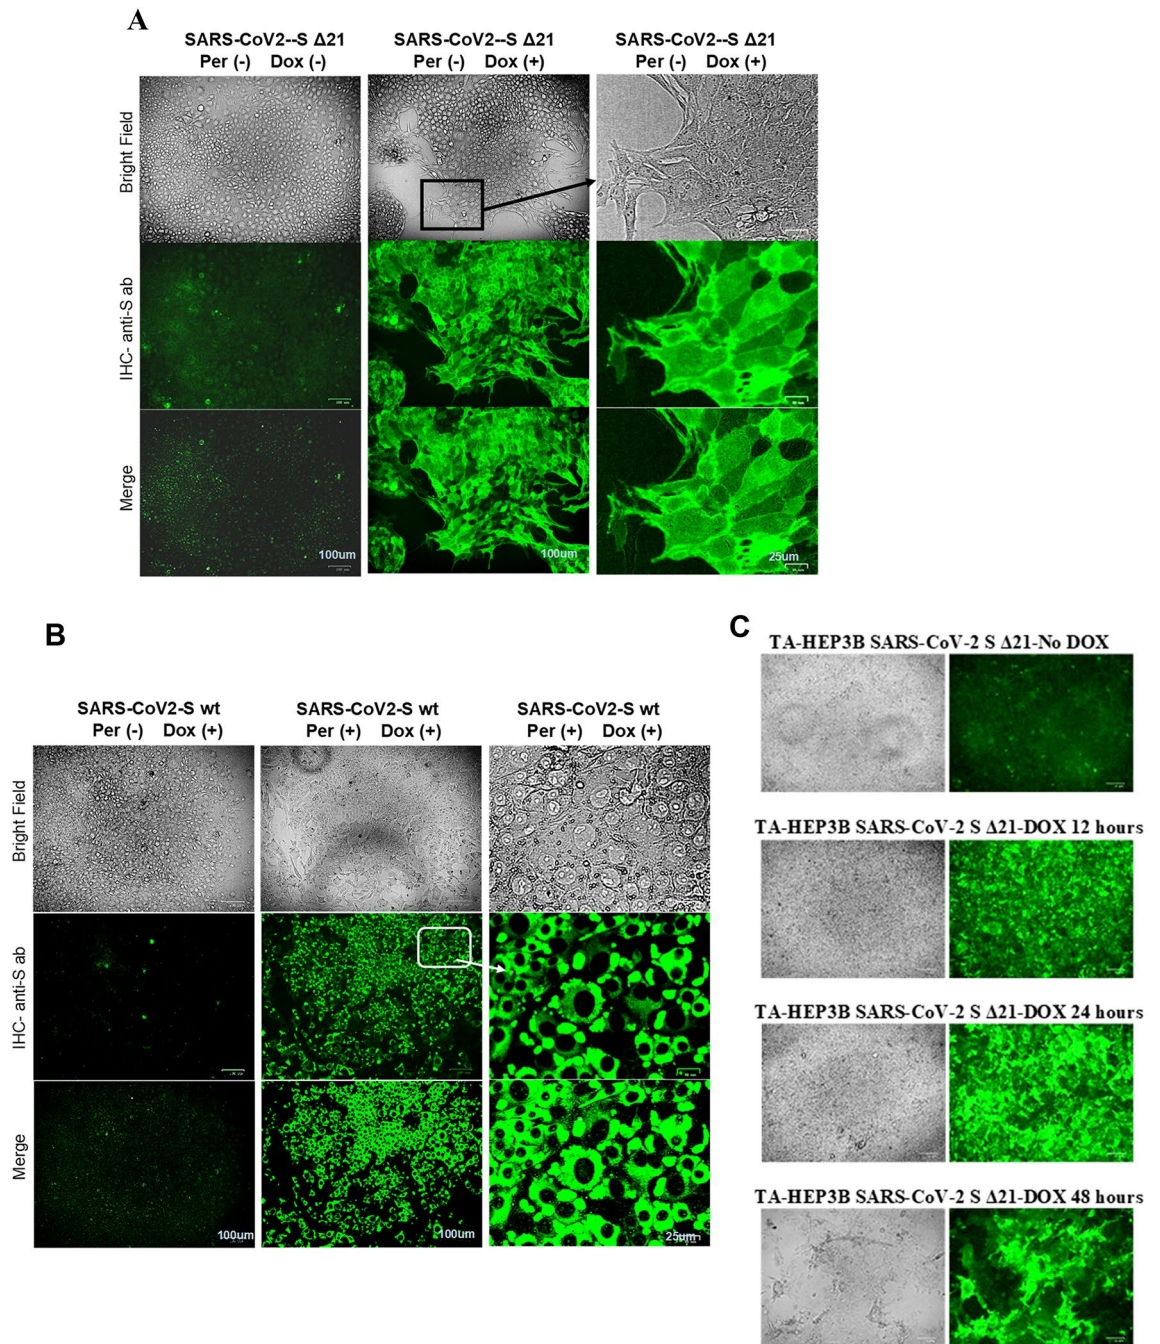 A
SARS-CoV2--S Δ21
Per (-) Dox (-)
SARS-CoV2--S Δ21
Per (-) Dox (+)
SARS-CoV2--S Δ21
Per (-) Dox (+)
Bright Field
IHC- anti-S ab
Merge
100um
100um
25um
B
SARS-CoV2-S wt
Per (-) Dox (+)
SARS-CoV2-S wt
Per (+) Dox (+)
SARS-CoV2-S wt
Per (+) Dox (+)
Bright Field
IHC- anti-S ab
Merge
100um
100um
25um
C
TA-HEP3B SARS-CoV-2 S Δ21-No DOX
TA-HEP3B SARS-CoV-2 S Δ21-DOX 12 hours
TA-HEP3B SARS-CoV-2 S Δ21-DOX 24 hours
TA-HEP3B SARS-CoV-2 S Δ21-DOX 48 hours